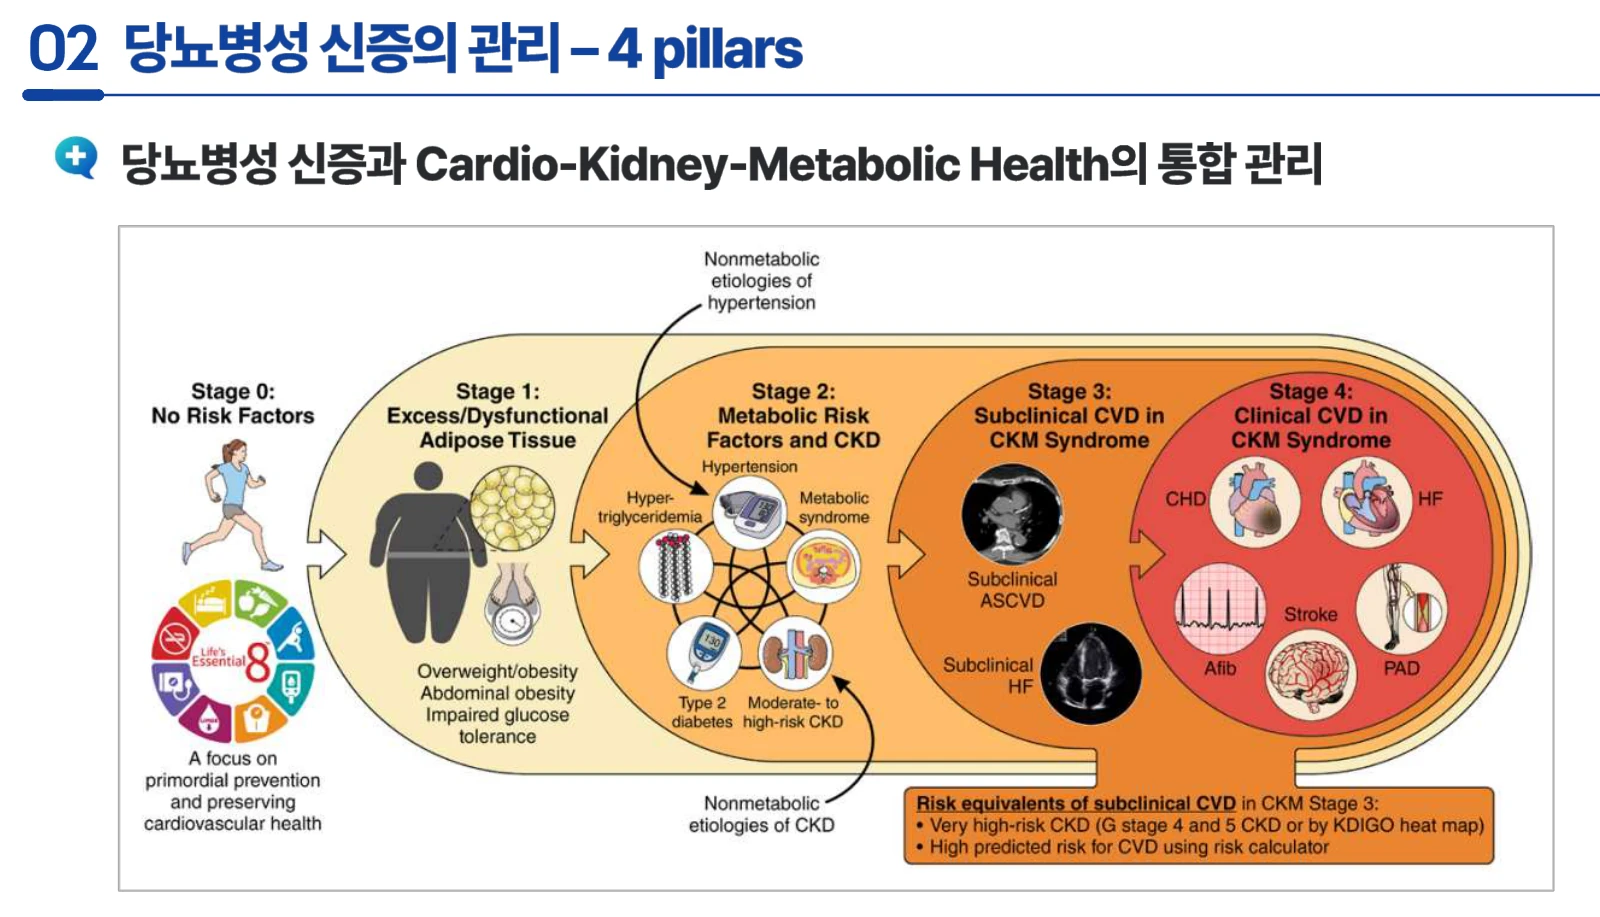 02 당뇨병성 신증의 관리 – 4 pillars
당뇨병성 신증과 Cardio-Kidney-Metabolic Health의 통합 관리
Nonmetabolic
etiologies of
hypertension
Stage 0:
No Risk Factors
Life's
Essential 8
A focus on
primordial prevention
and preserving
cardiovascular health
Stage 1:
Excess/Dysfunctional
Adipose Tissue
Overweight/obesity
Abdominal obesity
Impaired glucose
tolerance
Stage 2:
Metabolic Risk
Factors and CKD
Hypertension
Hyper-
triglyceridemia
Metabolic
syndrome
130
Type 2
diabetes
Moderate- to
high-risk CKD
Nonmetabolic
etiologies of CKD
Stage 3:
Subclinical CVD in
CKM Syndrome
Subclinical
ASCVD
Subclinical
HF
Stage 4:
Clinical CVD in
CKM Syndrome
CHD
HF
Afib
Stroke
PAD
Risk equivalents of subclinical CVD in CKM Stage 3:
• Very high-risk CKD (G stage 4 and 5 CKD or by KDIGO heat map)
• High predicted risk for CVD using risk calculator